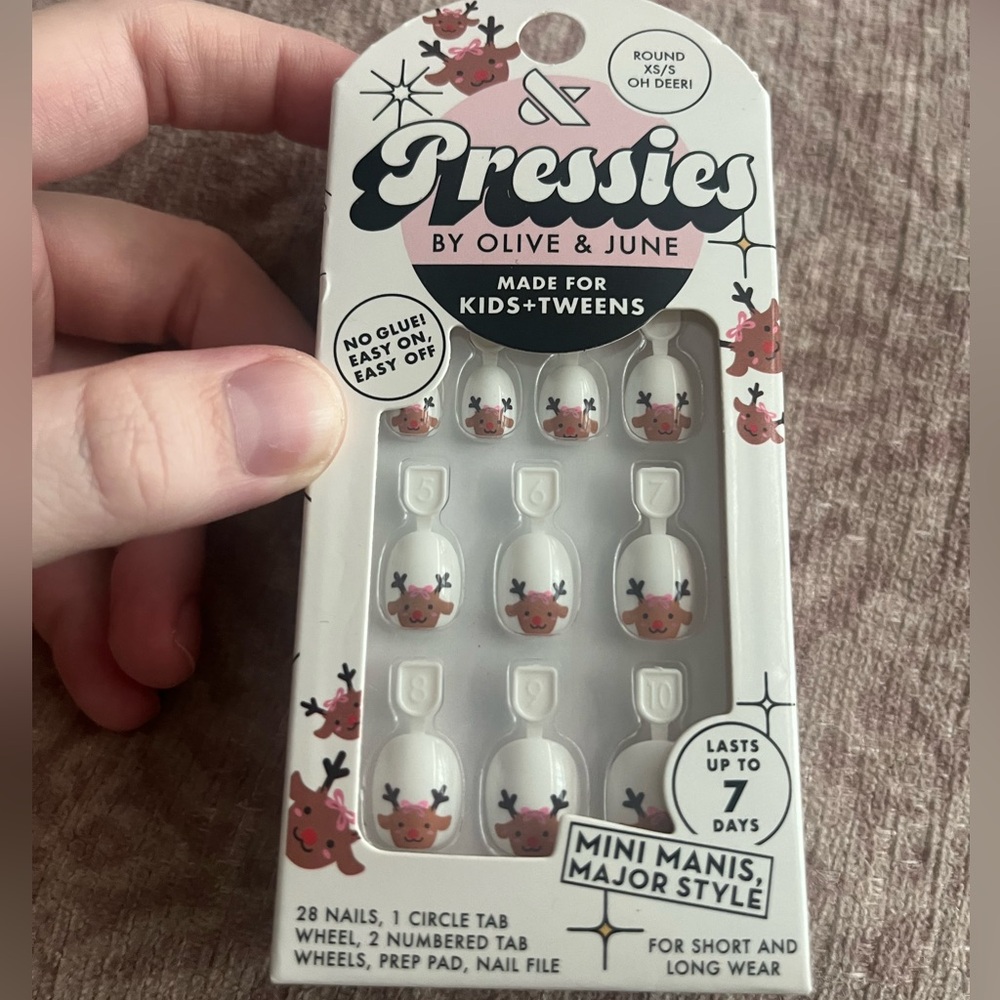 ROUND
XS/S
OH DEER!
&
Pressies
BY OLIVE & JUNE
MADE FOR
KIDS+TWEENS
NO GLUE!
EASY ON,
EASY OFF
5 6 7
8 9 10
LASTS
UP TO
7
DAYS
MINI MANIS,
MAJOR STYLE
28 NAILS, 1 CIRCLE TAB
WHEEL, 2 NUMBERED TAB
WHEELS, PREP PAD, NAIL FILE
FOR SHORT AND
LONG WEAR